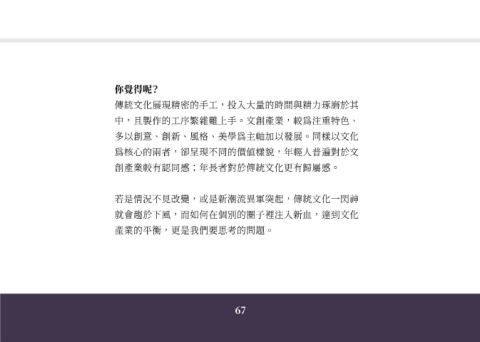 你覺得呢？
傳統文化展現精密的手工，投入大量的時間與精力琢磨於其
中，且製作的工序繁雜難上手。文創產業，較為注重特色、
多以創意、創新、風格、美學為主軸加以發展。同樣以文化
為核心的兩者，卻呈現不同的價值樣貌，年輕人普遍對於文
創產業較有認同感；年長者對於傳統文化更有歸屬感。
若是情況不見改變，或是新潮流異軍突起，傳統文化一閃神
就會趨於下風，而如何在個別的圈子裡注入新血，達到文化
產業的平衡，更是我們要思考的問題。
67